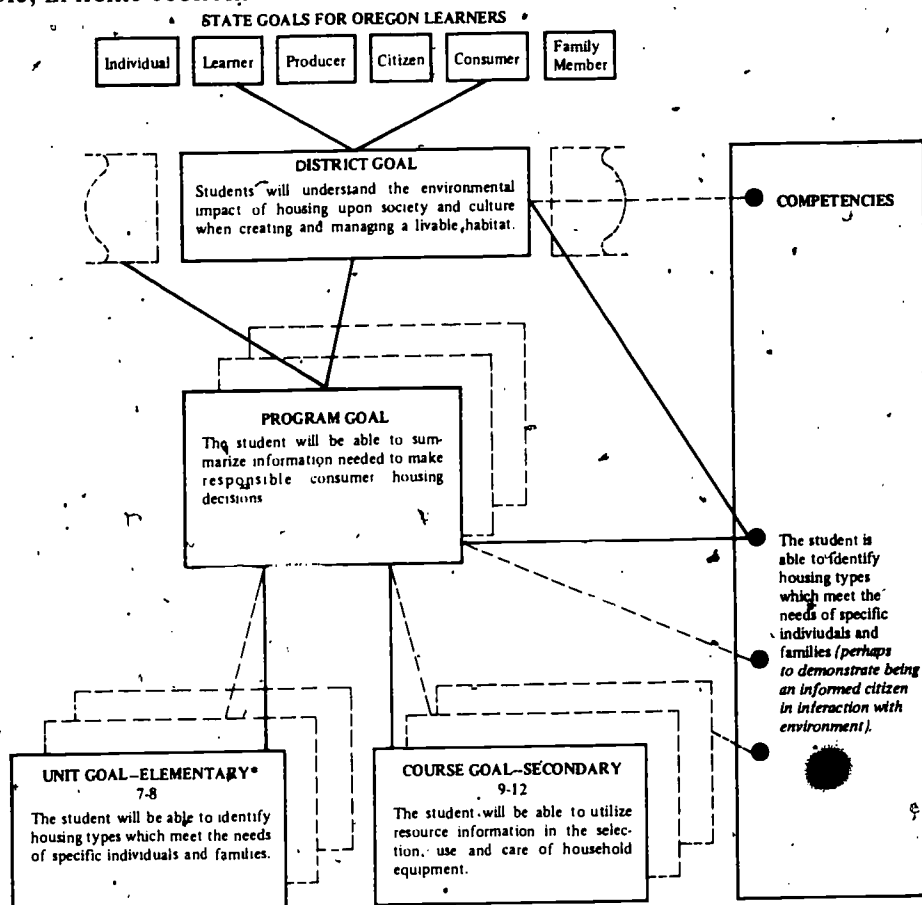 STATE GOALS FOR OREGON LEARNERS
Individual
Learner
Producer
Citizen
Consumer
Family
Member
DISTRICT GOAL
Students will understand the environmental
impact of housing upon society and culture
when creating and managing a livable habitat.
COMPETENCIES
PROGRAM GOAL
The student will be able to sum-
marize information needed to make
responsible consumer housing
decisions
The student is
able to identify
housing types
which meet the
needs of specific
indiviudals and
families (perhaps
to demonstrate being
an informed citizen
in interaction with
environment).
UNIT GOAL–ELEMENTARY*
7-8
The student will be able to identify
housing types which meet the needs
of specific individuals and families.
COURSE GOAL–SECONDARY
9-12
The student will be able to utilize
resource information in the selec-
tion, use and care of household
equipment.